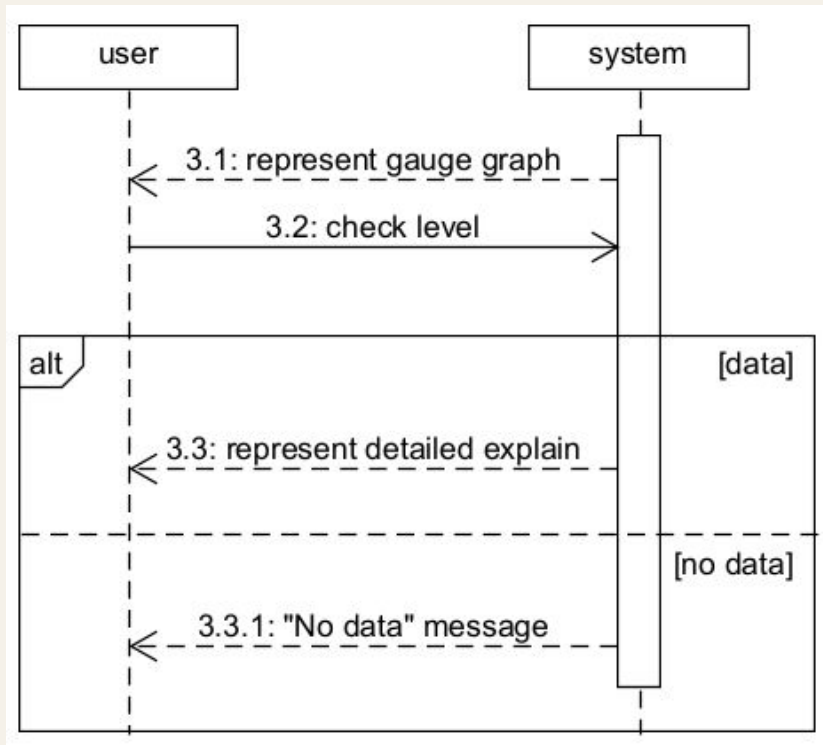 user
system
3.1: represent gauge graph
3.2: check level
alt
[data]
3.3: represent detailed explain
[no data]
3.3.1: "No data" message